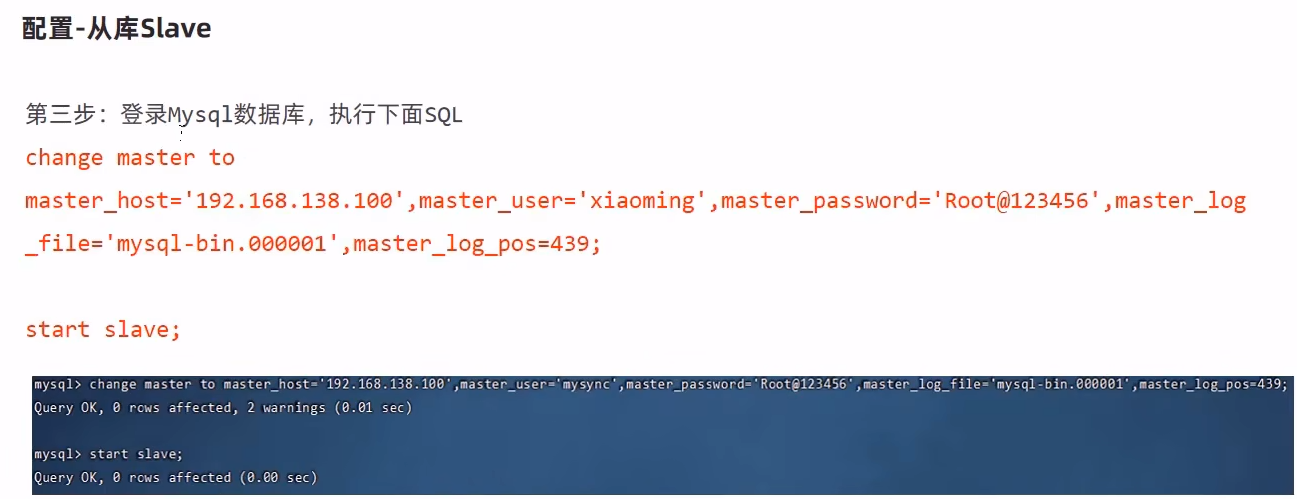 配置-从库Slave
第三步：登录Mysql数据库，执行下面SQL
change master to
master_host='192.168.138.100',master_user='xiaoming',master_password='Root@123456',master_log
_file='mysql-bin.000001',master_log_pos=439;
start slave;
mysql> change master to master_host='192.168.138.100',master_user='mysync',master_password='Root@123456',master_log_file='mysql-bin.000001',master_log_pos=439;
Query OK, 0 rows affected, 2 warnings (0.01 sec)
mysql> start slave;
Query OK, 0 rows affected (0.00 sec)